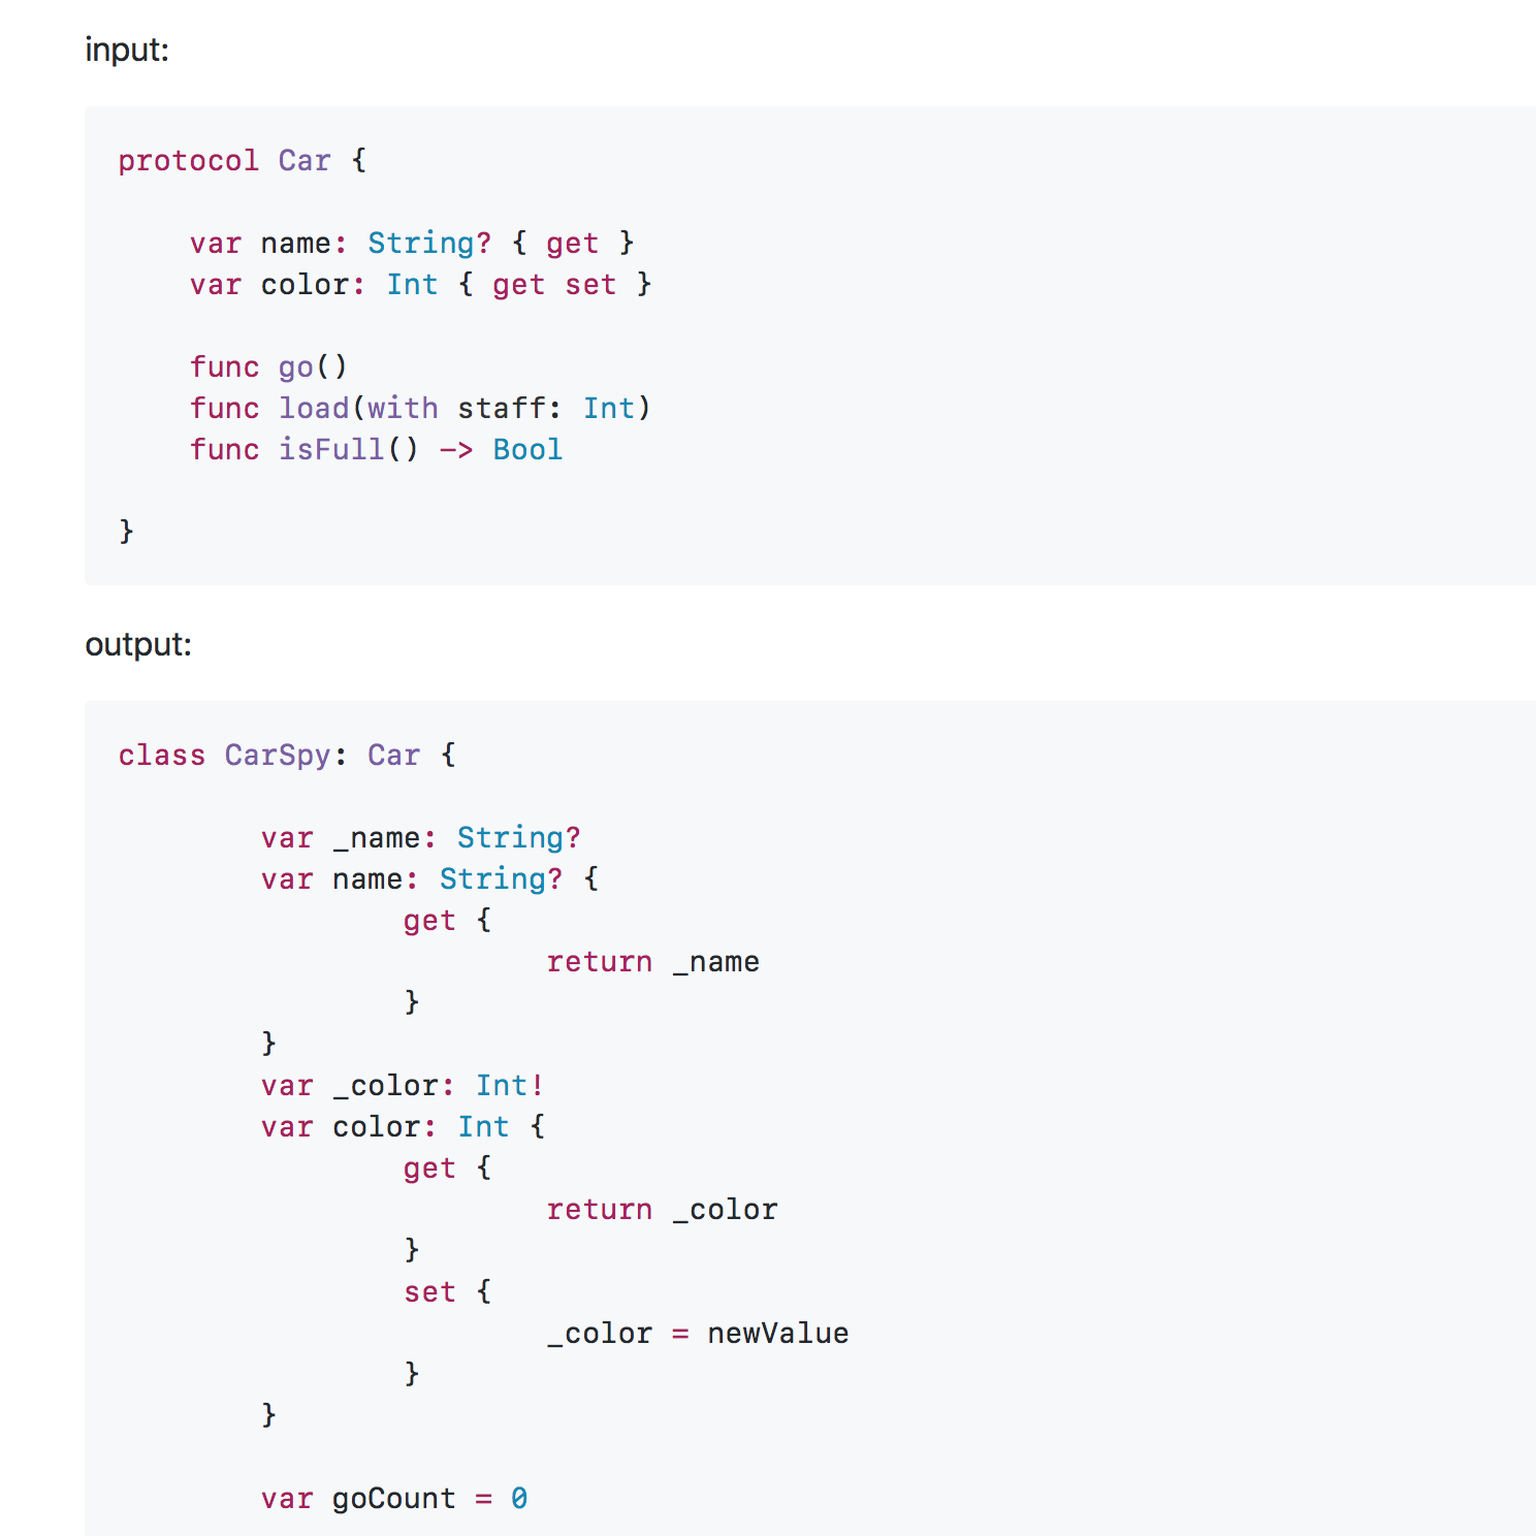 input:
protocol Car {
    var name: String? { get }
    var color: Int { get set }
    func go()
    func load(with staff: Int)
    func isFull() -> Bool
}
output:
class CarSpy: Car {
        var _name: String?
        var name: String? {
                get {
                        return _name
                }
        }
        var _color: Int!
        var color: Int {
                get {
                        return _color
                }
                set {
                        _color = newValue
                }
        }
        var goCount = 0